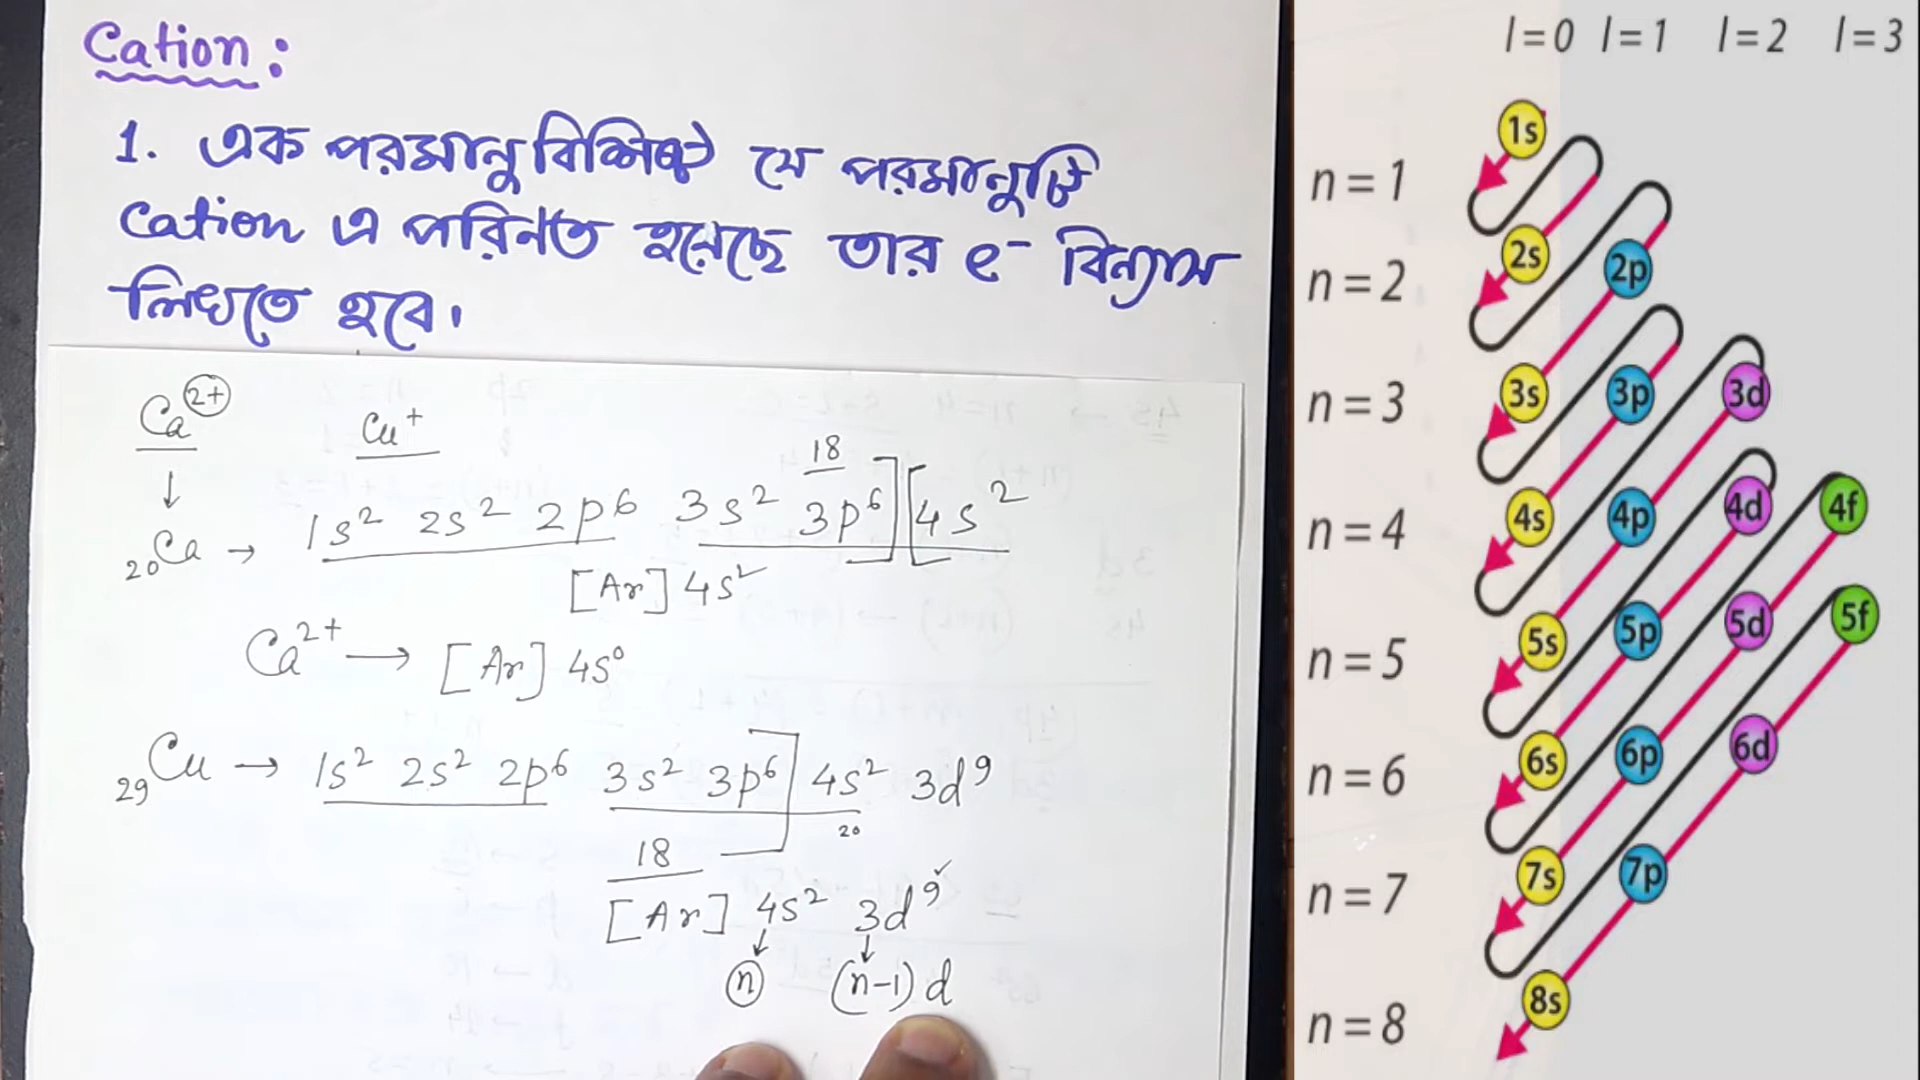 Cation :
1. এক পরমানু বিশিষ্ট যে পরমানুটি
Cation এ পরিনত হয়েছে তার e⁻ বিন্যাস
লিখতে হবে।
Ca²⁺ Cu⁺
↓
18
₂₀Ca → 1s² 2s² 2p⁶ 3s² 3p⁶] [4s²
[Ar] 4s²
Ca²⁺ → [Ar] 4s⁰
₂₉Cu → 1s² 2s² 2p⁶ 3s² 3p⁶] 4s² 3d⁹
20
18
[Ar] 4s² 3d⁹
↓ ↓
n (n-1) d
l = 0 l = 1 l = 2 l = 3
1s
n = 1
2s 2p
n = 2
3s 3p 3d
n = 3
4s 4p 4d 4f
n = 4
5s 5p 5d 5f
n = 5
6s 6p 6d
n = 6
7s 7p
n = 7
8s
n = 8